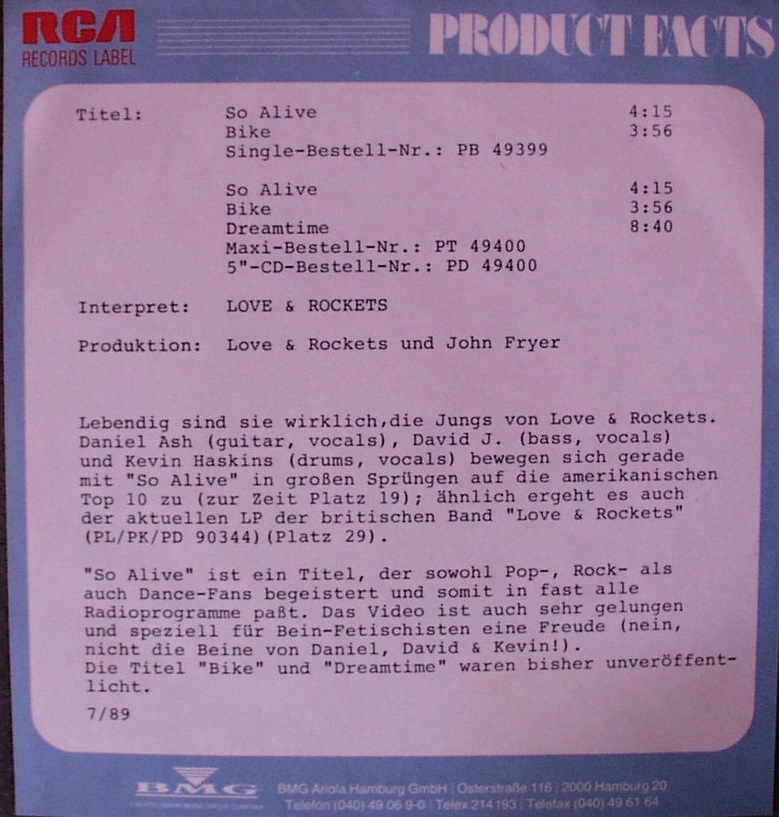 RCA
RECORDS LABEL
PRODUCT FACTS
Titel: So Alive 4:15
Bike 3:56
Single-Bestell-Nr.: PB 49399
So Alive 4:15
Bike 3:56
Dreamtime 8:40
Maxi-Bestell-Nr.: PT 49400
5"-CD-Bestell-Nr.: PD 49400
Interpret: LOVE & ROCKETS
Produktion: Love & Rockets und John Fryer
Lebendig sind sie wirklich,die Jungs von Love & Rockets.
Daniel Ash (guitar, vocals), David J. (bass, vocals)
und Kevin Haskins (drums, vocals) bewegen sich gerade
mit "So Alive" in großen Sprüngen auf die amerikanischen
Top 10 zu (zur Zeit Platz 19); ähnlich ergeht es auch
der aktuellen LP der britischen Band "Love & Rockets"
(PL/PK/PD 90344)(Platz 29).
"So Alive" ist ein Titel, der sowohl Pop-, Rock- als
auch Dance-Fans begeistert und somit in fast alle
Radioprogramme paßt. Das Video ist auch sehr gelungen
und speziell für Bein-Fetischisten eine Freude (nein,
nicht die Beine von Daniel, David & Kevin!).
Die Titel "Bike" und "Dreamtime" waren bisher unveröffent-
licht.
7/89
BMG
BMG Ariola Hamburg GmbH | Osterstraße 116 | 2000 Hamburg 20
Telefon (040) 49 06 9-0 | Telex 214193 | Telefax (040) 49 61 64